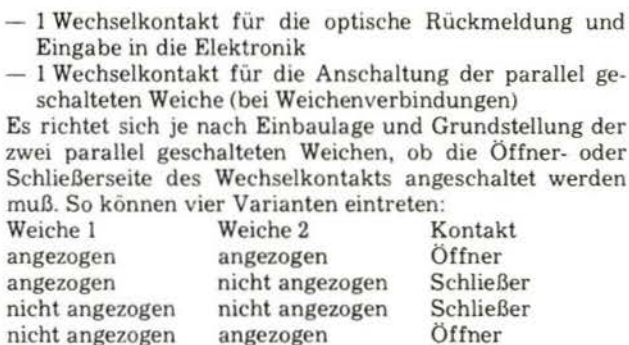 — 1 Wechselkontakt für die optische Rückmeldung und
Eingabe in die Elektronik
— 1 Wechselkontakt für die Anschaltung der parallel ge-
schalteten Weiche (bei Weichenverbindungen)
Es richtet sich je nach Einbaulage und Grundstellung der
zwei parallel geschalteten Weichen, ob die Öffner- oder
Schließerseite des Wechselkontakts angeschaltet werden
muß. So können vier Varianten eintreten:
Weiche 1 Weiche 2 Kontakt
angezogen angezogen Öffner
angezogen nicht angezogen Schließer
nicht angezogen nicht angezogen Schließer
nicht angezogen angezogen Öffner